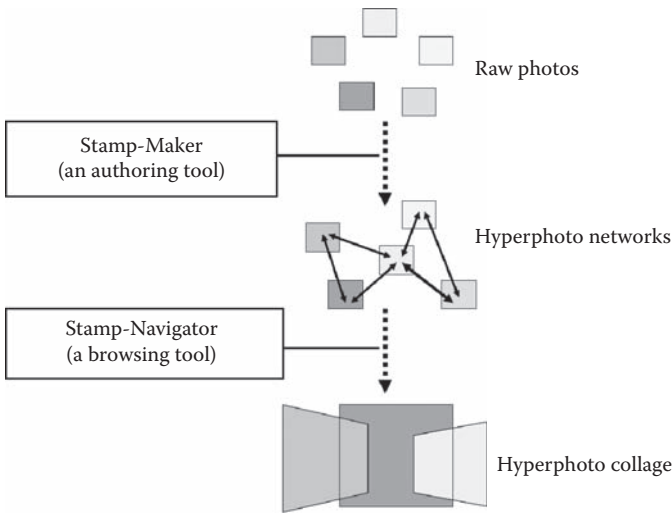 Raw photos
Stamp-Maker
(an authoring tool)
Hyperphoto networks
Stamp-Navigator
(a browsing tool)
Hyperphoto collage